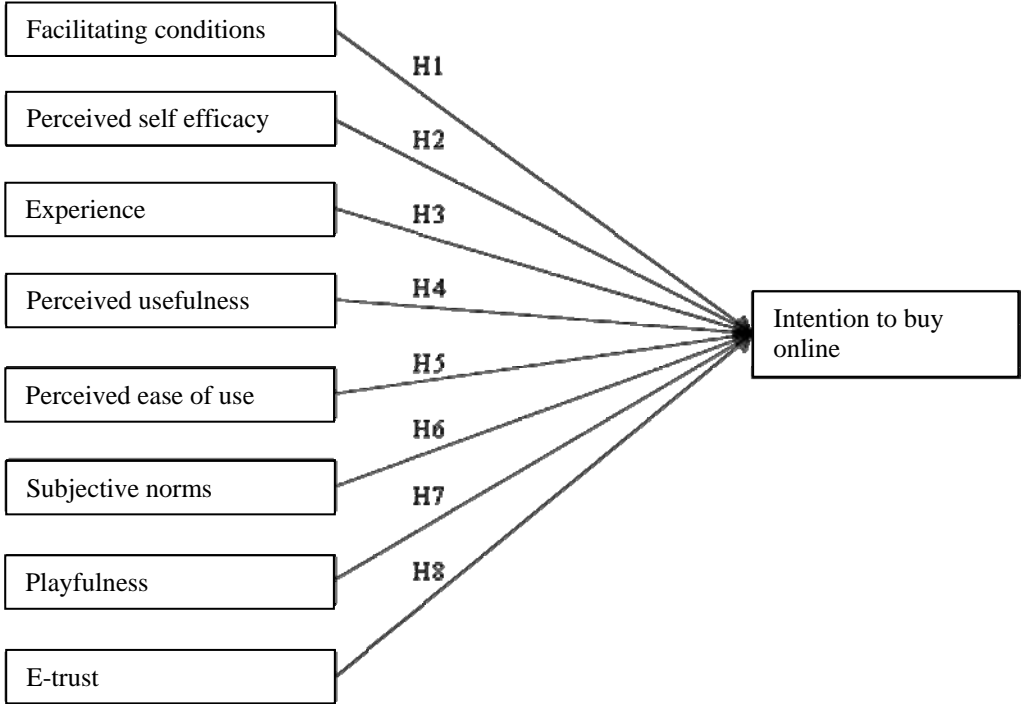 Facilitating conditions
H1
Perceived self efficacy
H2
Experience
H3
Perceived usefulness
H4
Intention to buy
online
Perceived ease of use
H5
Subjective norms
H6
Playfulness
H7
E-trust
H8